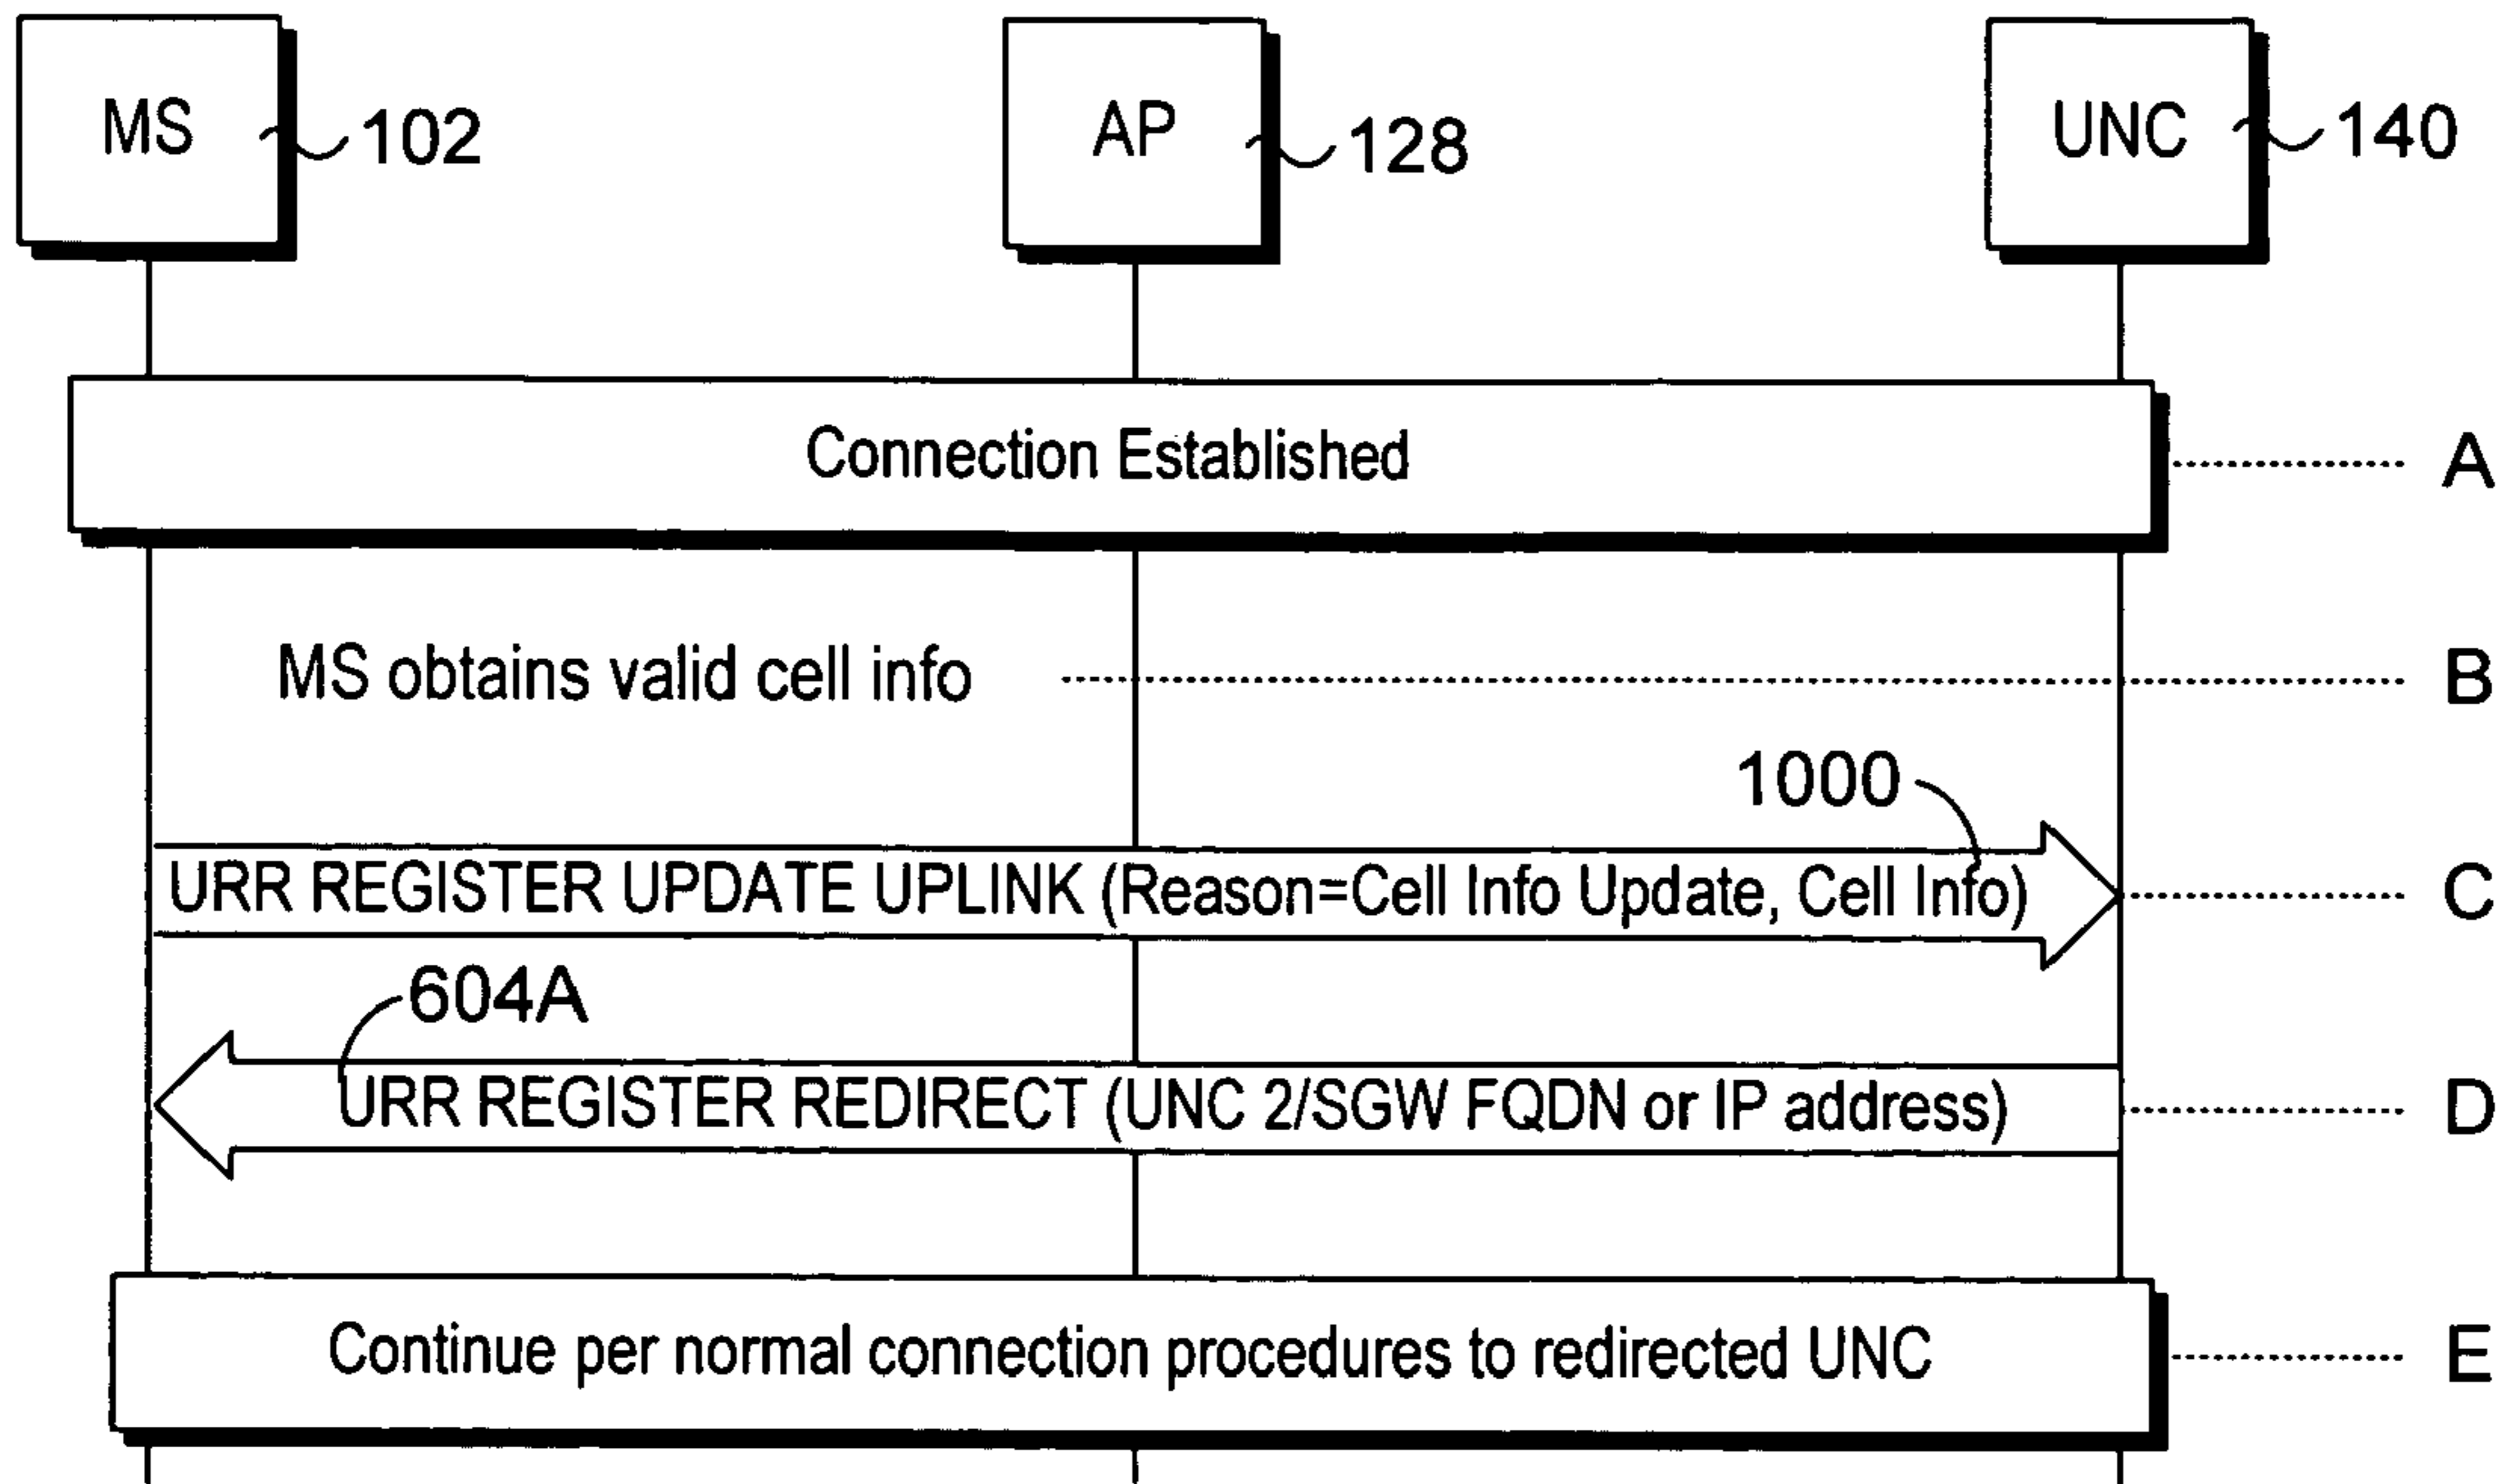 MS
102
AP
128
UNC
140
Connection Established
A
MS obtains valid cell info
B
1000
URR REGISTER UPDATE UPLINK (Reason=Cell Info Update, Cell Info)
C
604A
URR REGISTER REDIRECT (UNC 2/SGW FQDN or IP address)
D
Continue per normal connection procedures to redirected UNC
E